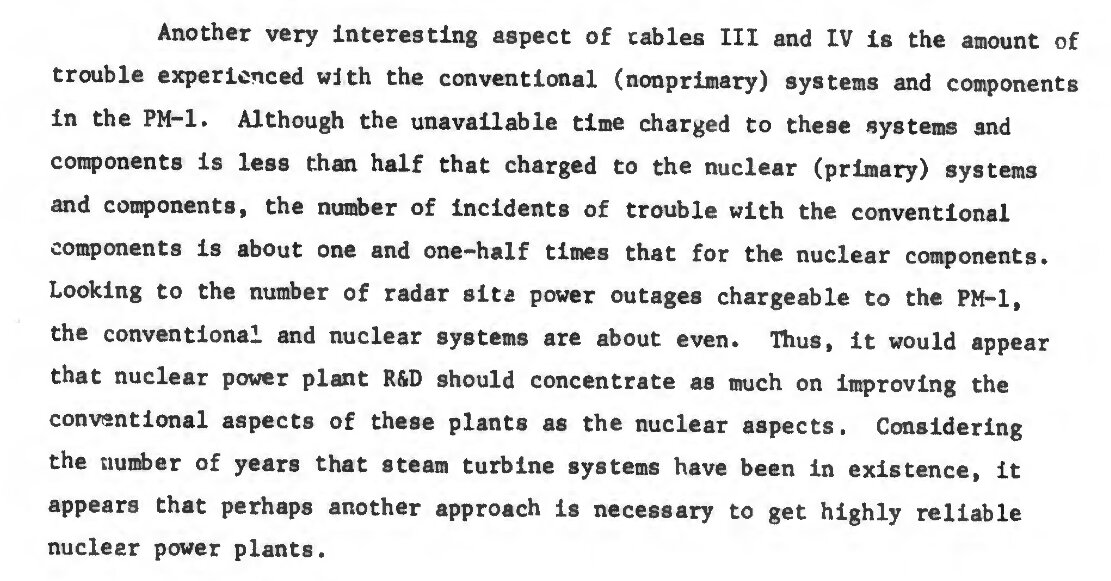 Another very interesting aspect of tables III and IV is the amount of
trouble experienced with the conventional (nonprimary) systems and components
in the PM-1. Although the unavailable time charged to these systems and
components is less than half that charged to the nuclear (primary) systems
and components, the number of incidents of trouble with the conventional
components is about one and one-half times that for the nuclear components.
Looking to the number of radar site power outages chargeable to the PM-1,
the conventional and nuclear systems are about even. Thus, it would appear
that nuclear power plant R&D should concentrate as much on improving the
conventional aspects of these plants as the nuclear aspects. Considering
the number of years that steam turbine systems have been in existence, it
appears that perhaps another approach is necessary to get highly reliable
nuclear power plants.